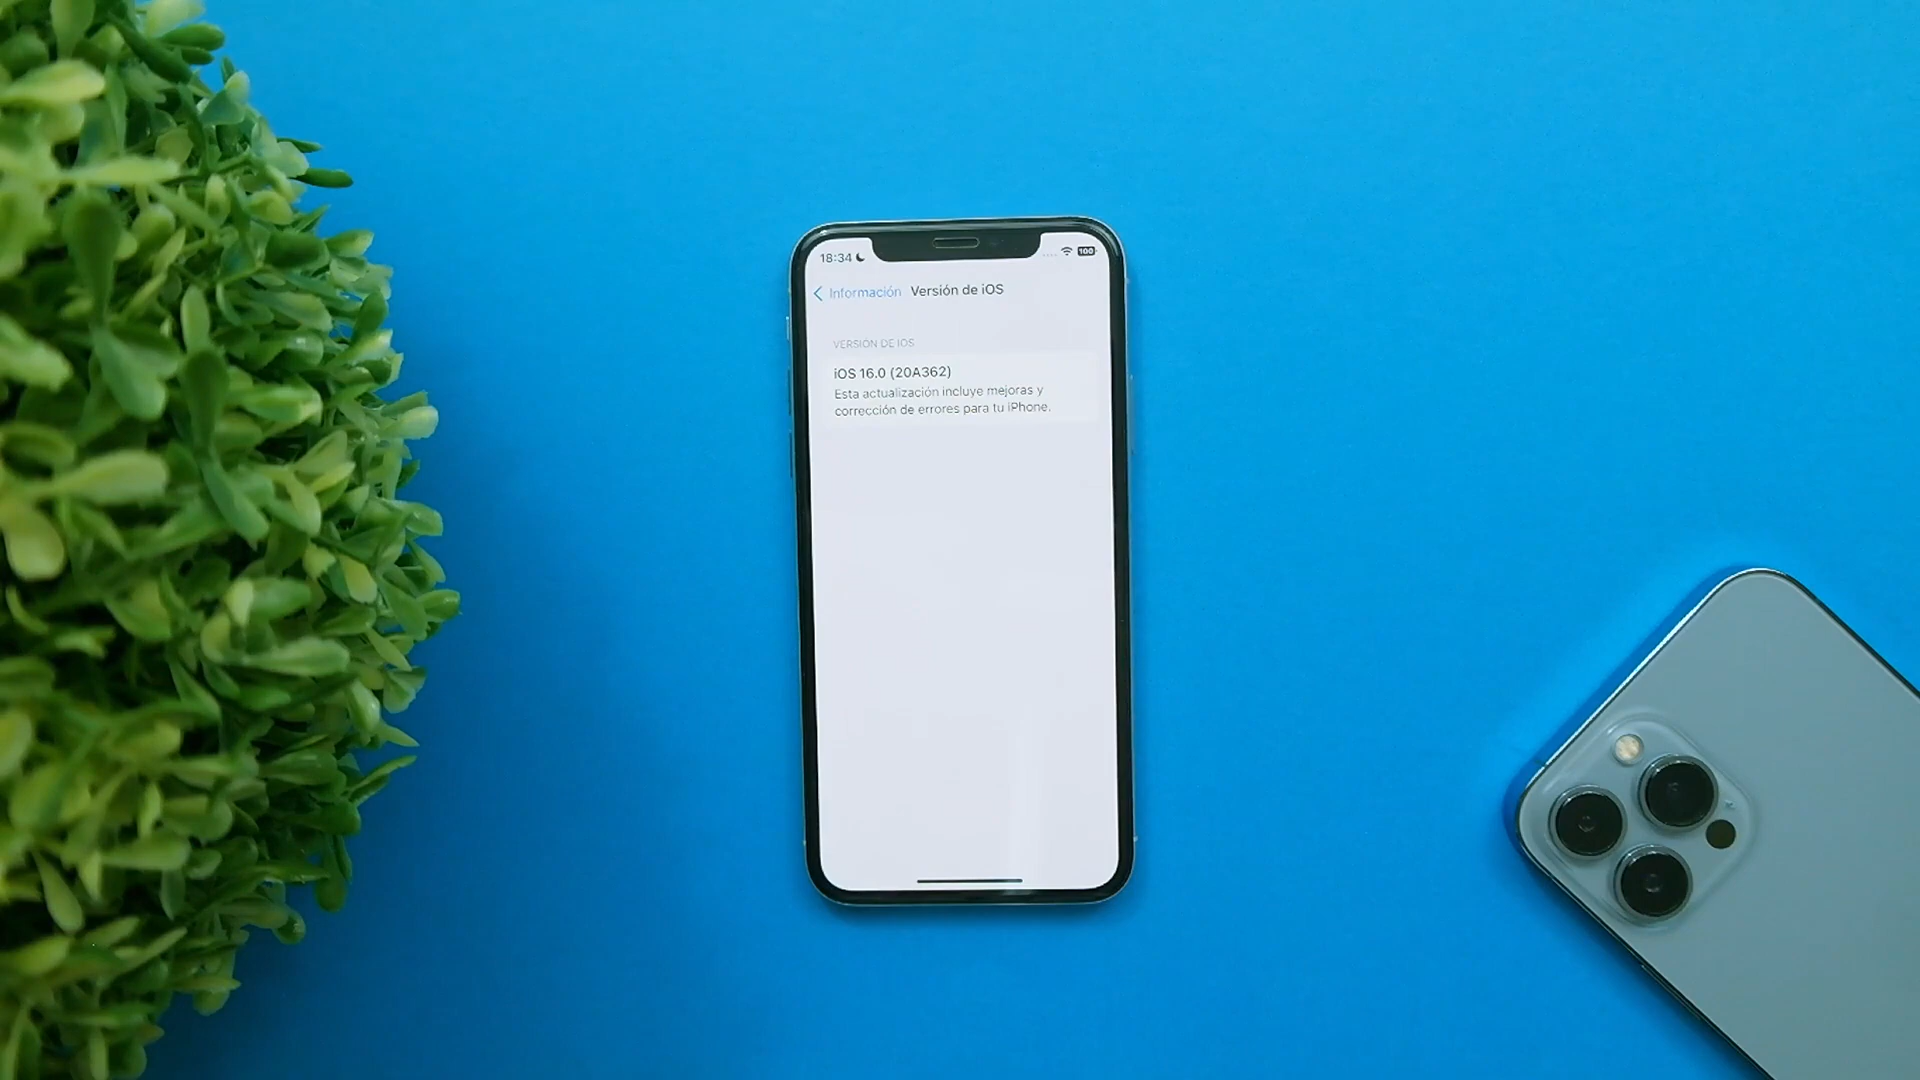 18:34
100
Información Versión de iOS
VERSIÓN DE IOS
iOS 16.0 (20A362)
Esta actualización incluye mejoras y
corrección de errores para tu iPhone.